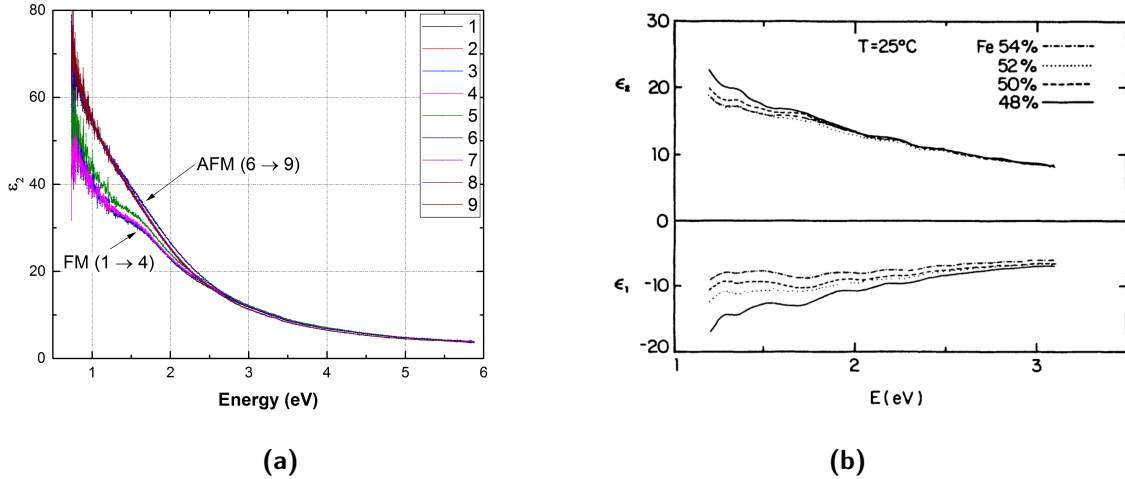 80
60
40
20
0
ε2
1
2
3
4
5
6
7
8
9
AFM (6 → 9)
FM (1 → 4)
1 2 3 4 5 6
Energy (eV)
(a)
30
20
10
0
-10
-20
ϵ2
ϵ1
T=25°C
Fe 54%
52%
50%
48%
1 2 3
E (eV)
(b)